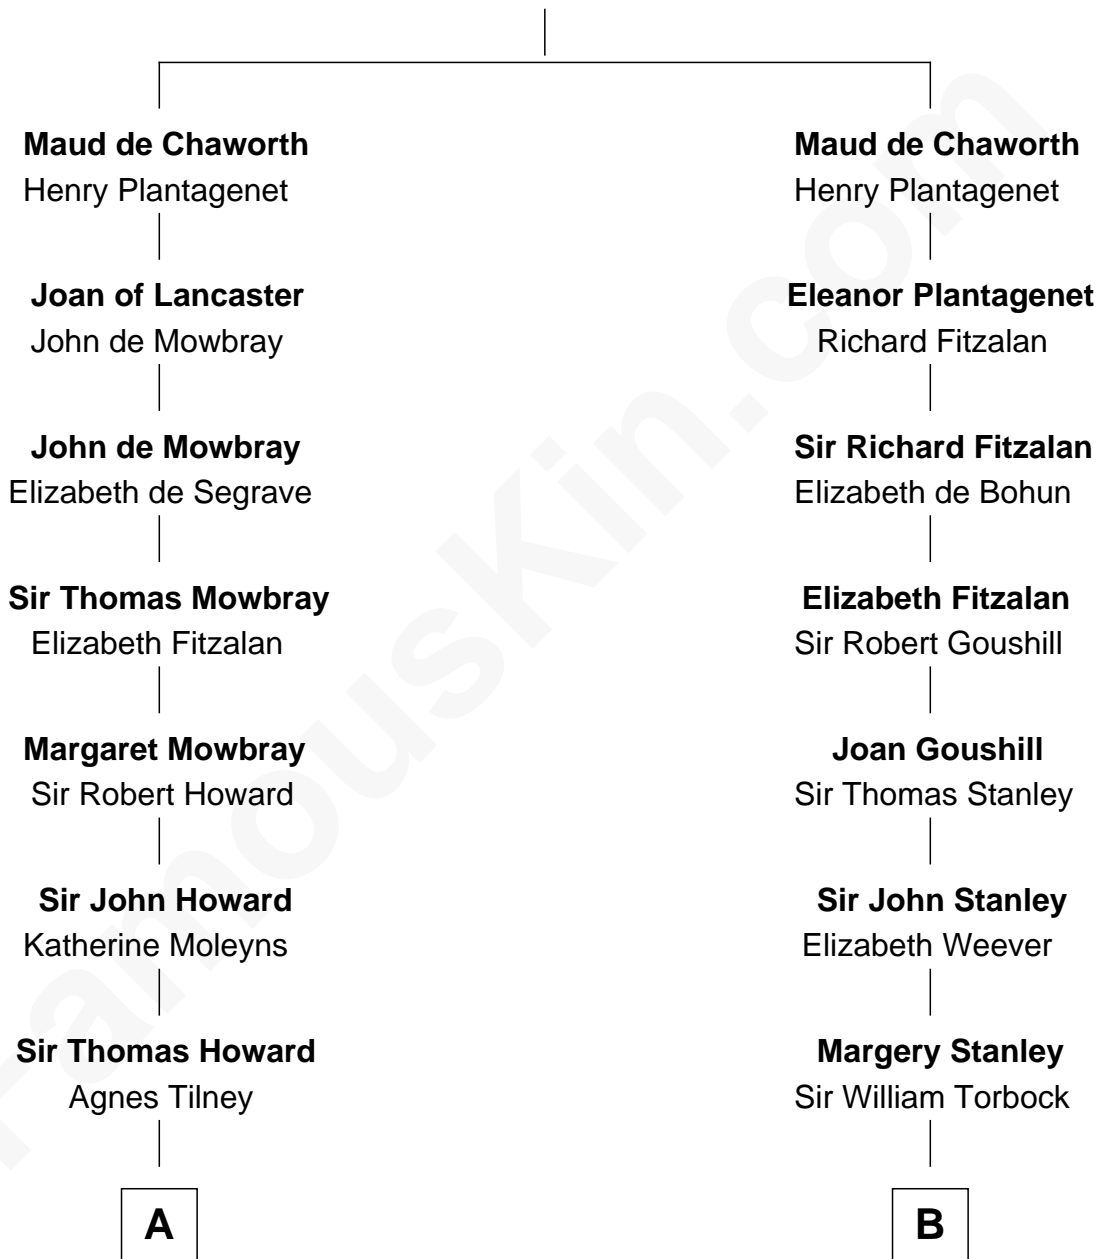 Maud de Chaworth
Henry Plantagenet
Joan of Lancaster
John de Mowbray
John de Mowbray
Elizabeth de Segrave
Sir Thomas Mowbray
Elizabeth Fitzalan
Margaret Mowbray
Sir Robert Howard
Sir John Howard
Katherine Moleyns
Sir Thomas Howard
Agnes Tilney
A
Maud de Chaworth
Henry Plantagenet
Eleanor Plantagenet
Richard Fitzalan
Sir Richard Fitzalan
Elizabeth de Bohun
Elizabeth Fitzalan
Sir Robert Goushill
Joan Goushill
Sir Thomas Stanley
Sir John Stanley
Elizabeth Weever
Margery Stanley
Sir William Torbock
B
FamousKin.com